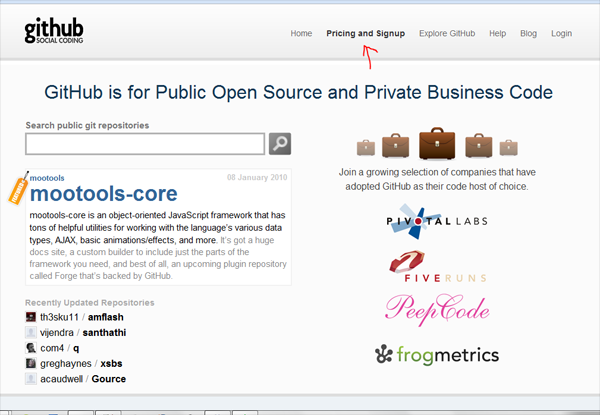 github
SOCIAL CODING
Home Pricing and Signup Explore GitHub Help Blog Login
GitHub is for Public Open Source and Private Business Code
Search public git repositories
mootools 08 January 2010
mootools-core
mootools-core is an object-oriented JavaScript framework that has
tons of helpful utilities for working with the language's various data
types, AJAX, basic animations/effects, and more. It's got a huge
docs site, a custom builder to include just the parts of the
framework you need, and best of all, an upcoming plugin repository
called Forge that's backed by GitHub.
Recently Updated Repositories
th3sku11 / amflash
vijendra / santhathi
com4 / q
greghaynes / xsbs
acaudwell / Gource
Join a growing selection of companies that have
adopted GitHub as their code host of choice.
PIVOTAL LABS
FIVERUNS
PeepCode
frogmetrics